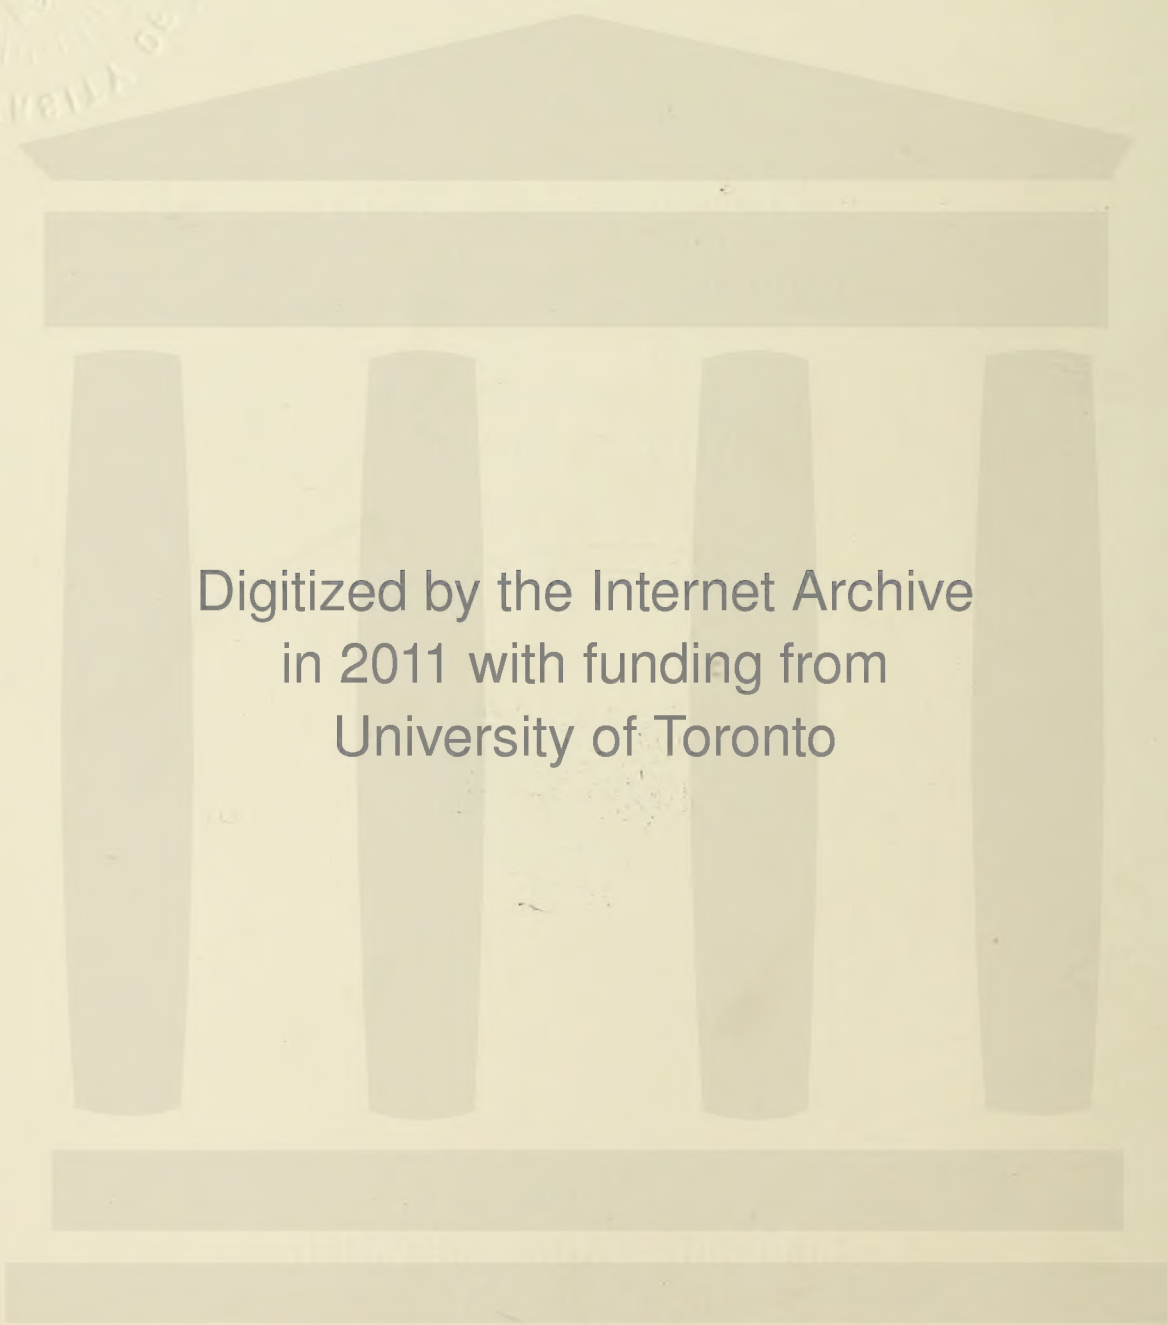 Digitized by the Internet Archive
in 2011 with funding from
University of Toronto